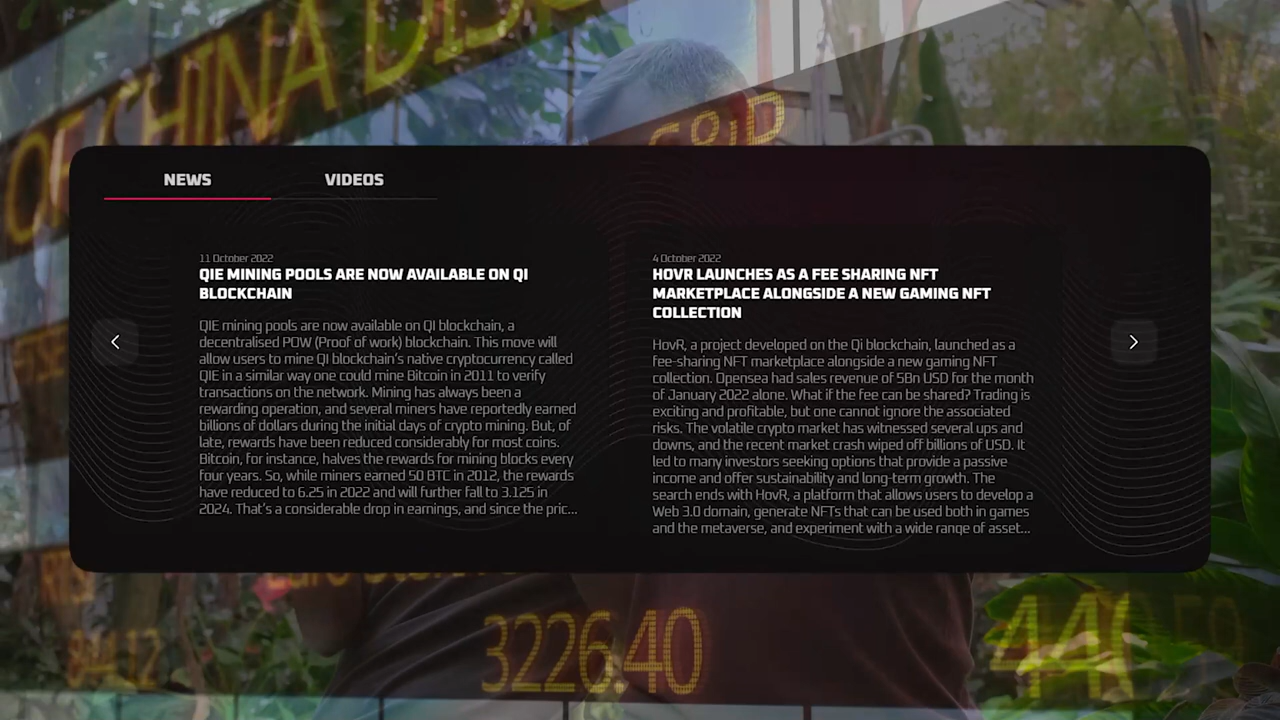 OF CHINA
GOLD
NEWS
VIDEOS
11 October 2022
QIE MINING POOLS ARE NOW AVAILABLE ON QI
BLOCKCHAIN
QIE mining pools are now available on QI blockchain, a
decentralised POW (Proof of work) blockchain. This move will
allow users to mine QI blockchain's native cryptocurrency called
QIE in a similar way one could mine Bitcoin in 2011 to verify
transactions on the network. Mining has always been a
rewarding operation, and several miners have reportedly earned
billions of dollars during the initial days of crypto mining. But, of
late, rewards have been reduced considerably for most coins.
Bitcoin, for instance, halves the rewards for mining blocks every
four years. So, while miners earned 50 BTC in 2012, the rewards
have reduced to 6.25 in 2022 and will further fall to 3.125 in
2024. That's a considerable drop in earnings, and since the pric...
4 October 2022
HOVR LAUNCHES AS A FEE SHARING NFT
MARKETPLACE ALONGSIDE A NEW GAMING NFT
COLLECTION
HovR, a project developed on the Qi blockchain, launched as a
fee-sharing NFT marketplace alongside a new gaming NFT
collection. Opensea had sales revenue of 5Bn USD for the month
of January 2022 alone. What if the fee can be shared? Trading is
exciting and profitable, but one cannot ignore the associated
risks. The volatile crypto market has witnessed several ups and
downs, and the recent market crash wiped off billions of USD. It
led to many investors seeking options that provide a passive
income and offer sustainability and long-term growth. The
search ends with HovR, a platform that allows users to develop a
Web 3.0 domain, generate NFTs that can be used both in games
and the metaverse, and experiment with a wide range of asset...
3226.40